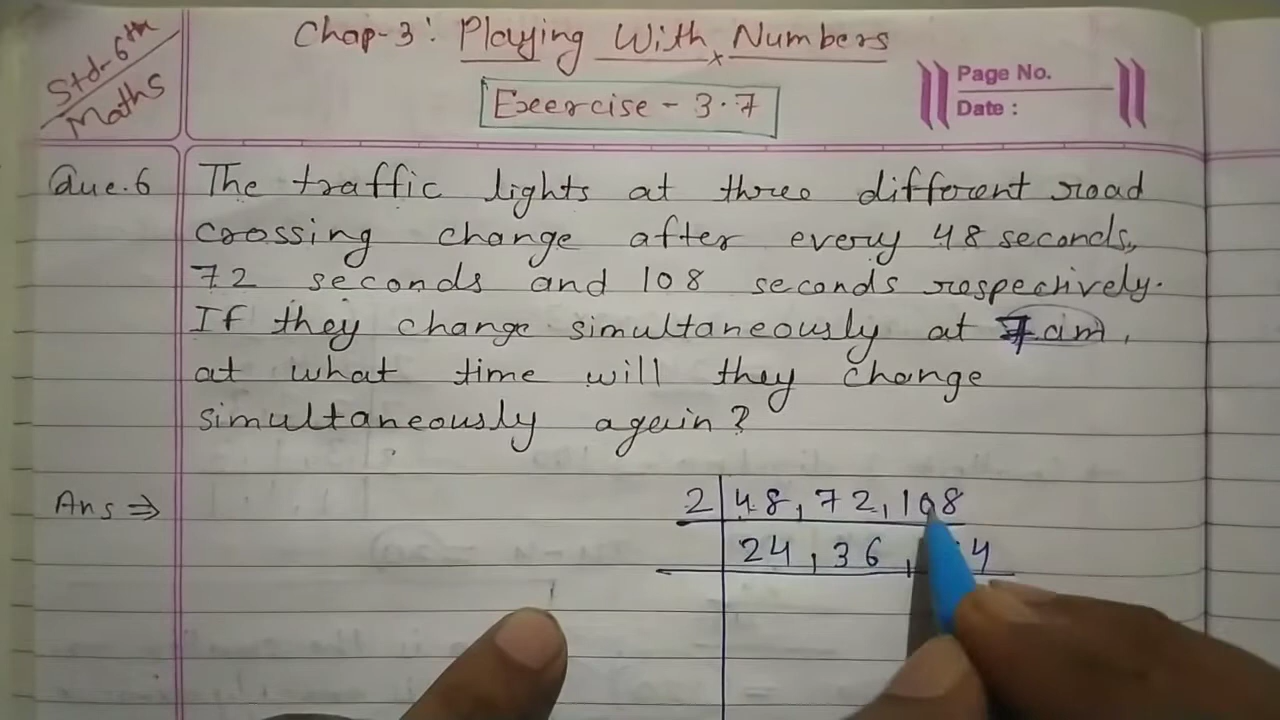 Std-6th
Maths
Chap-3: Playing With Numbers
Exercise - 3.7
Page No.
Date :
Que.6 The traffic lights at three different road
crossing change after every 48 seconds,
72 seconds and 108 seconds respectively.
If they change simultaneously at 7am,
at what time will they change
simultaneously again?
Ans ⇒ 2 48, 72, 108
24, 36, 4